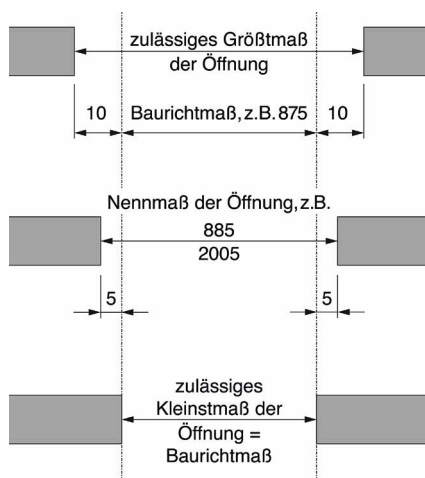 zulässiges Größtmaß
der Öffnung
10 Baurichtmaß, z.B. 875 10
Nennmaß der Öffnung, z.B.
885
2005
5 5
zulässiges
Kleinstmaß der
Öffnung =
Baurichtmaß